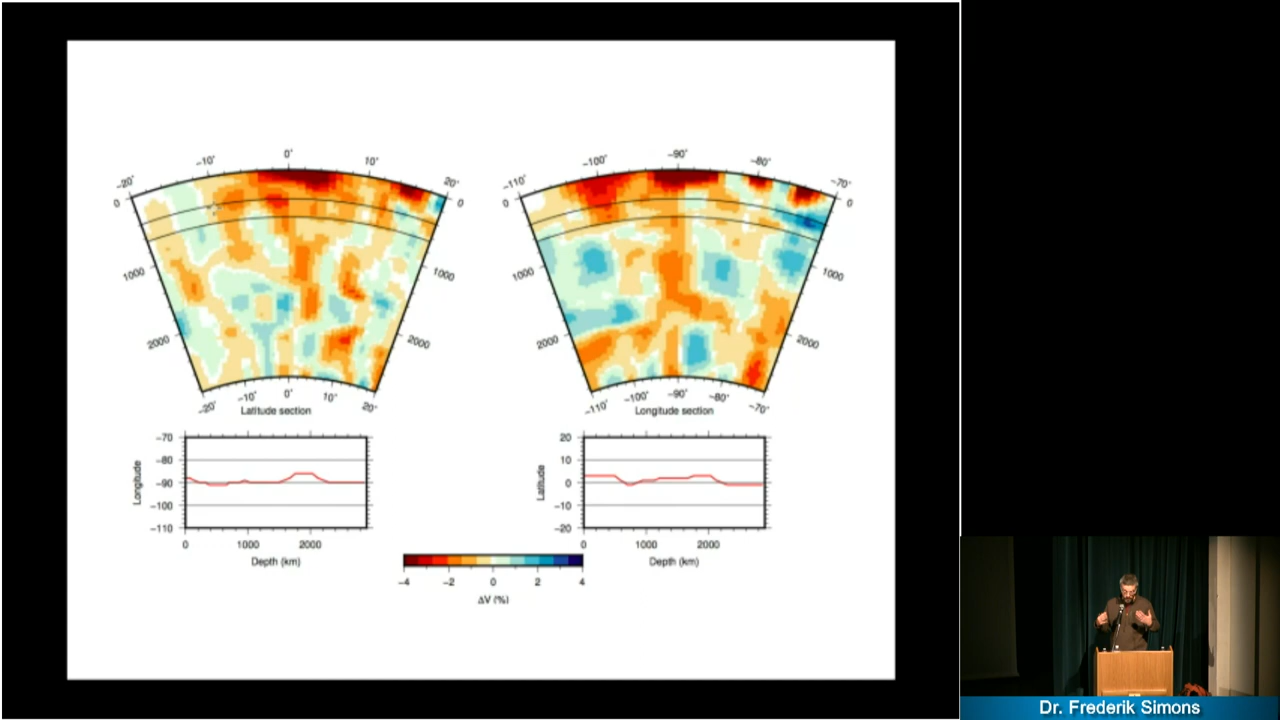 -10˚ 0˚ 10˚
-20˚ 20˚
0 0
1000 1000
2000 2000
-20˚ -10˚ 0˚ 10˚ 20˚
Latitude section
-100˚ -90˚ -80˚
-110˚ -70˚
0 0
1000 1000
2000 2000
-110˚ -100˚ -90˚ -80˚ -70˚
Longitude section
-70
-80
-90
-100
-110
Longitude
0 1000 2000
Depth (km)
20
10
0
-10
-20
Latitude
0 1000 2000
Depth (km)
-4 -2 0 2 4
ΔV (%)
Dr. Frederik Simons